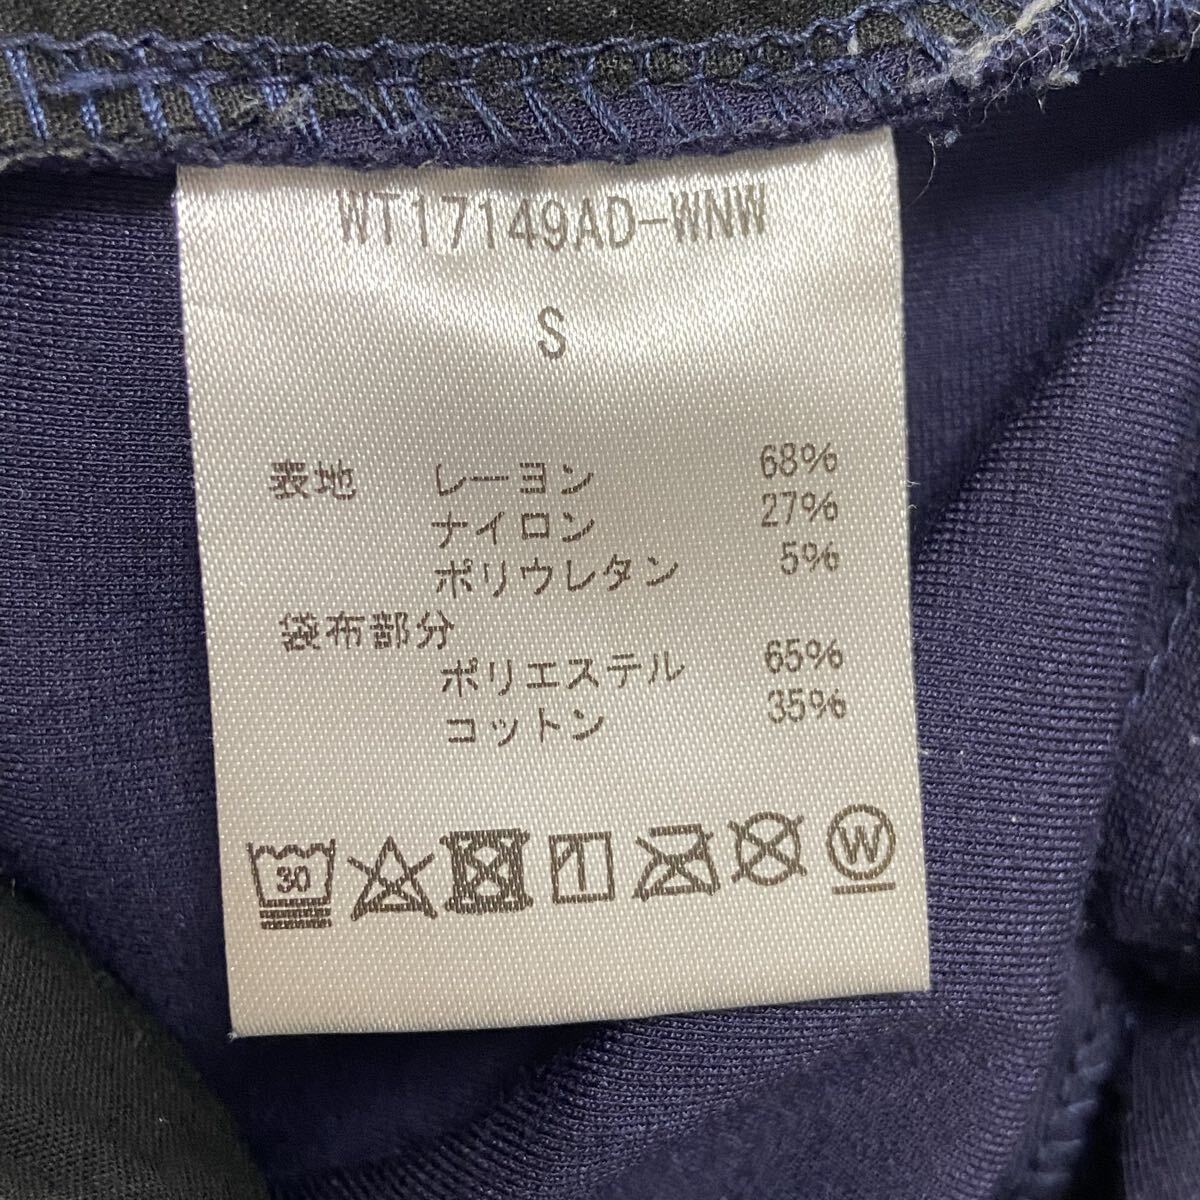 WT17149AD-WNW
S
表地 レーヨン 68%
ナイロン 27%
ポリウレタン 5%
袋布部分
ポリエステル 65%
コットン 35%
30 W